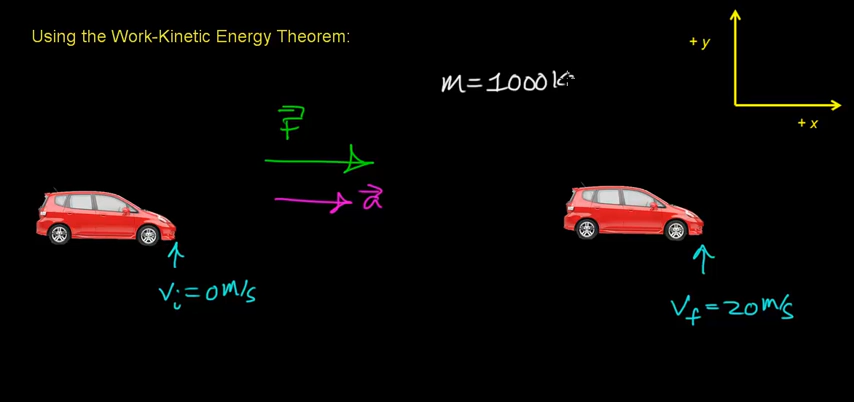 Using the Work-Kinetic Energy Theorem:
+ y
m=1000k
F
+ x
a
vi=0m/s
vf=20m/s